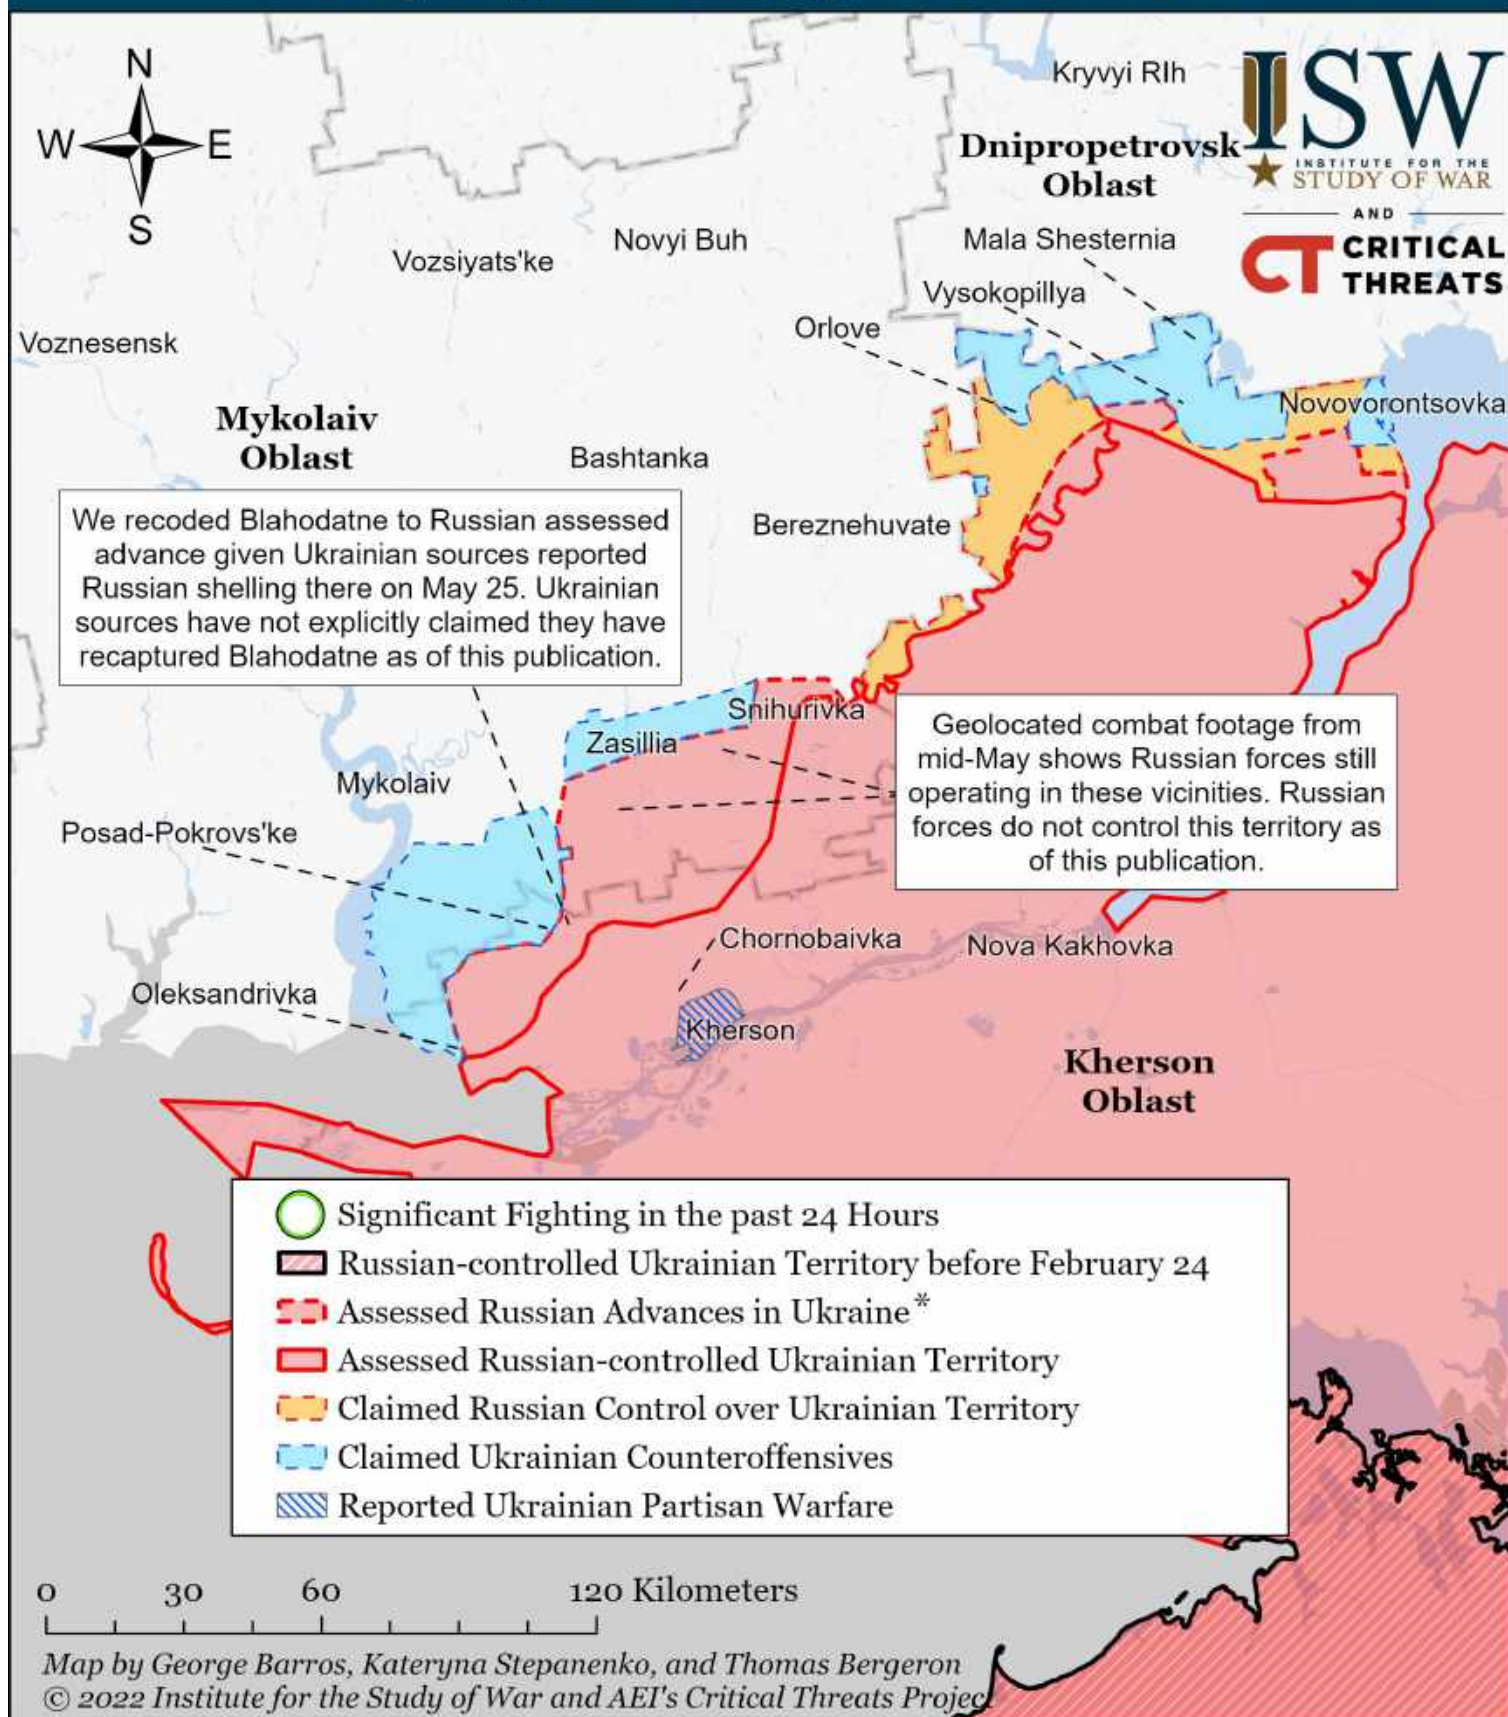 N
W E
S
Kryvyi RIh
ISW
INSTITUTE FOR THE
STUDY OF WAR
AND
CT CRITICAL
THREATS
Dnipropetrovsk
Oblast
Novyi Buh
Mala Shesternia
Vozsiyats'ke
Vysokopillya
Orlove
Voznesensk
Novovorontsovka
Mykolaiv
Oblast
Bashtanka
Bereznehuvate
We recoded Blahodatne to Russian assessed
advance given Ukrainian sources reported
Russian shelling there on May 25. Ukrainian
sources have not explicitly claimed they have
recaptured Blahodatne as of this publication.
Snihurivka
Zasillia
Geolocated combat footage from
mid-May shows Russian forces still
operating in these vicinities. Russian
forces do not control this territory as
of this publication.
Mykolaiv
Posad-Pokrovs'ke
Chornobaivka
Nova Kakhovka
Oleksandrivka
Kherson
Kherson
Oblast
Significant Fighting in the past 24 Hours
Russian-controlled Ukrainian Territory before February 24
Assessed Russian Advances in Ukraine*
Assessed Russian-controlled Ukrainian Territory
Claimed Russian Control over Ukrainian Territory
Claimed Ukrainian Counteroffensives
Reported Ukrainian Partisan Warfare
0 30 60 120 Kilometers
Map by George Barros, Kateryna Stepanenko, and Thomas Bergeron
© 2022 Institute for the Study of War and AEI's Critical Threats Project